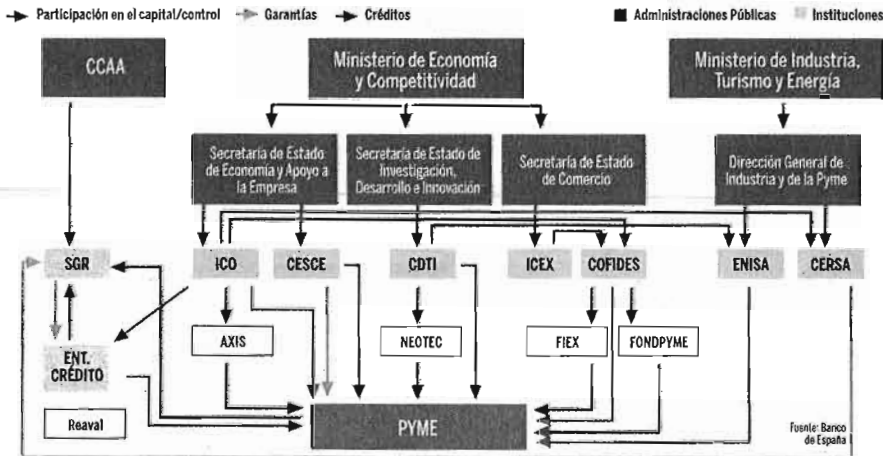 Participación en el capital/control
Garantías
Créditos
Administraciones Públicas
Instituciones
CCAA
Ministerio de Economía
y Competitividad
Ministerio de Industria,
Turismo y Energía
Secretaría de Estado
de Economía y Apoyo a
la Empresa
Secretaría de Estado de
Investigación,
Desarrollo e Innovación
Secretaría de Estado
de Comercio
Dirección General de
Industria y de la Pyme
SGR
ICO
CESCE
CDTI
ICEX
COFIDES
ENISA
CERSA
AXIS
NEOTEC
FIEX
FONDPYME
ENT.
CRÉDITO
Reaval
PYME
Fuente: Banco
de España